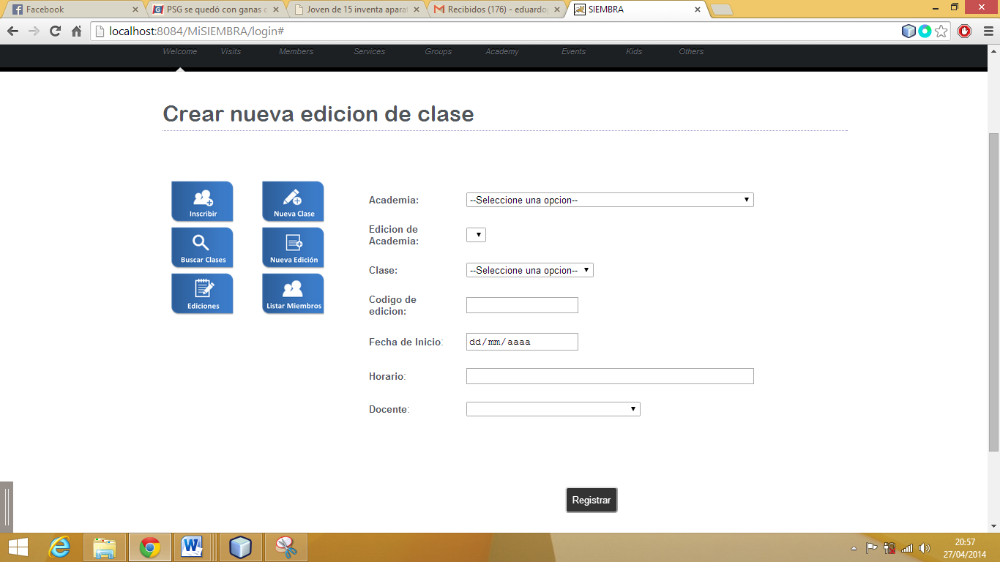 Facebook
PSG se quedó con ganas
Joven de 15 inventa apara
Recibidos (176) - eduardo
SIEMBRA
localhost:8084/MiSIEMBRA/login#
Welcome Visits Members Services Groups Academy Events Kids Others
Crear nueva edicion de clase
Inscribir
Nueva Clase
Buscar Clases
Nueva Edición
Ediciones
Listar Miembros
Academia: --Seleccione una opcion--
Edicion de
Academia:
Clase: --Seleccione una opcion--
Codigo de
edicion:
Fecha de Inicio: dd/mm/aaaa
Horario:
Docente:
Registrar
20:57
27/04/2014